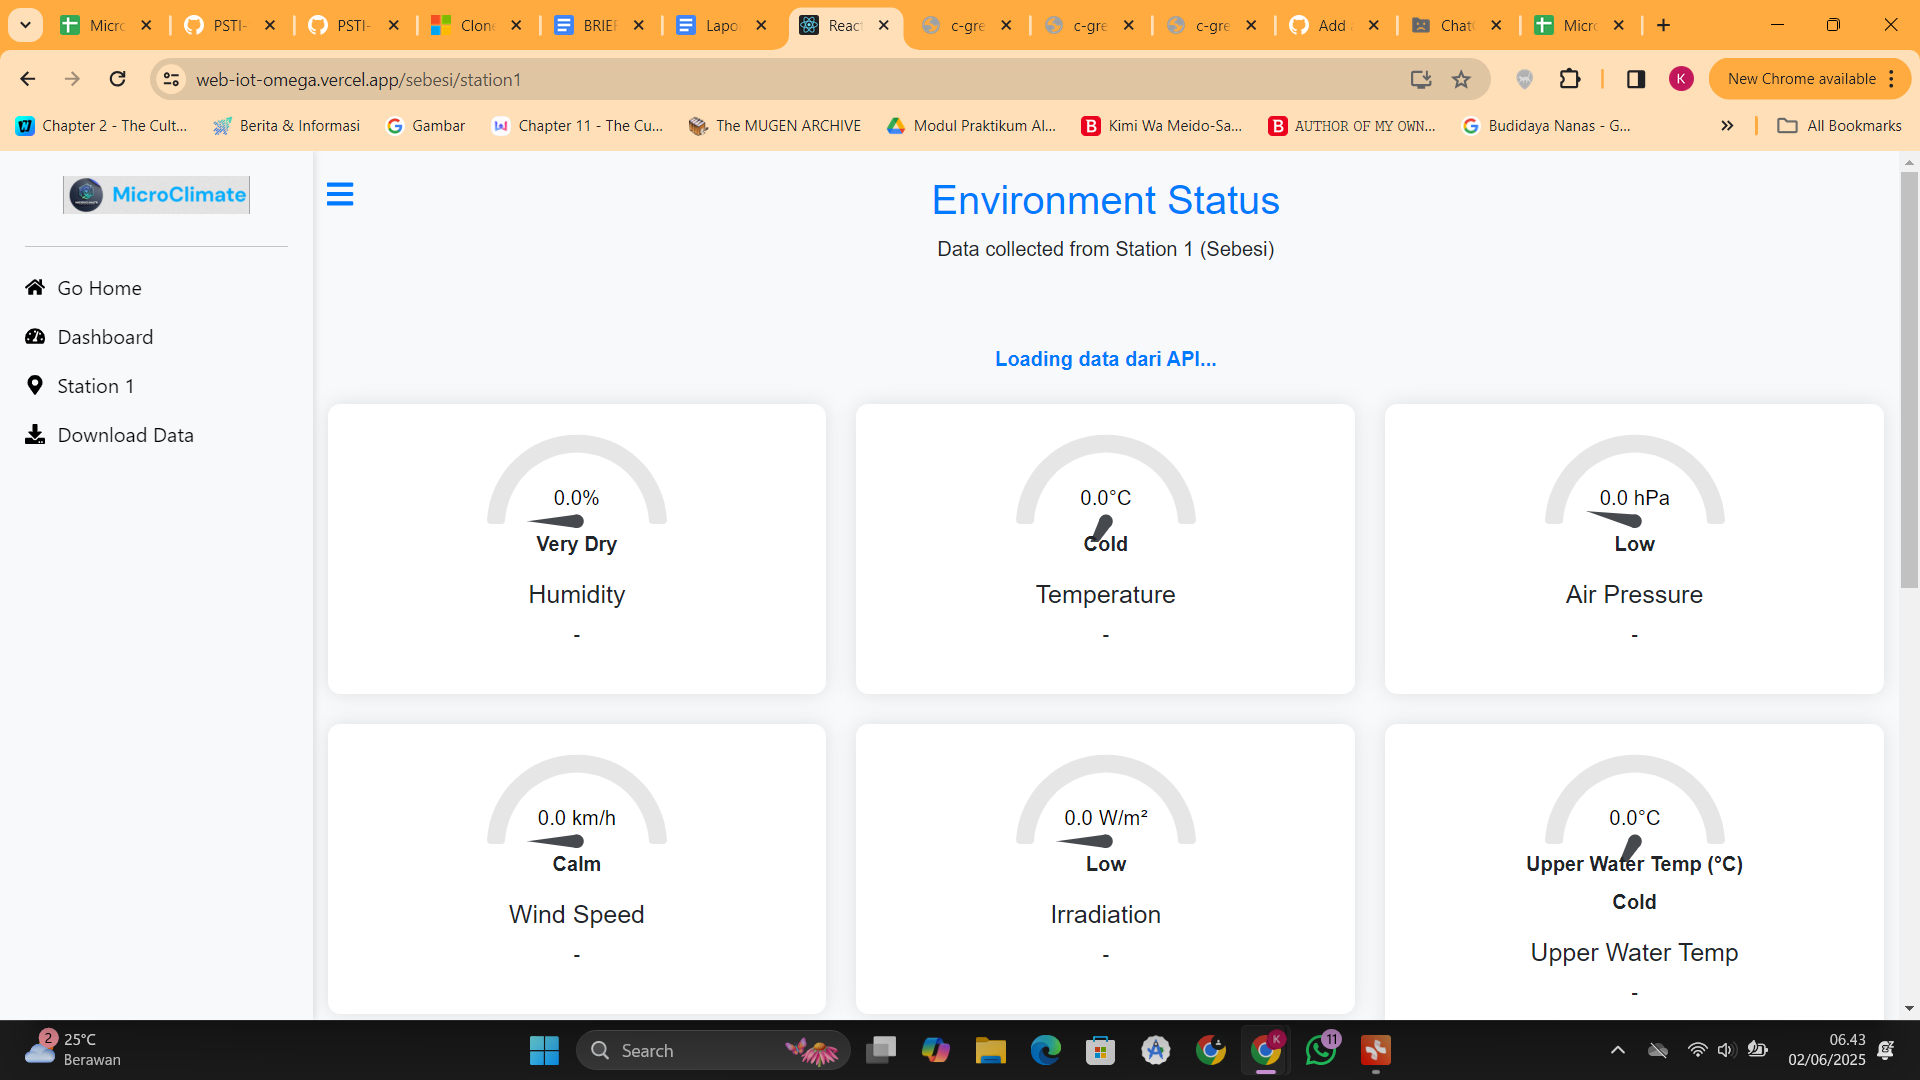 Micro
PSTI-
PSTI-
Clone
BRIEF
Lapo
React
c-gre
c-gre
c-gre
Add
Chat
Micro
web-iot-omega.vercel.app/sebesi/station1
K
New Chrome available
Chapter 2 - The Cult...
Berita & Informasi
Gambar
Chapter 11 - The Cu...
The MUGEN ARCHIVE
Modul Praktikum Al...
Kimi Wa Meido-Sa...
AUTHOR OF MY OWN...
Budidaya Nanas - G...
All Bookmarks
MicroClimate
Go Home
Dashboard
Station 1
Download Data
Environment Status
Data collected from Station 1 (Sebesi)
Loading data dari API...
0.0%
Very Dry
Humidity
-
0.0°C
Cold
Temperature
-
0.0 hPa
Low
Air Pressure
-
0.0 km/h
Calm
Wind Speed
-
0.0 W/m²
Low
Irradiation
-
0.0°C
Upper Water Temp (°C)
Cold
Upper Water Temp
-
2
25°C
Berawan
Search
K
11
06.43
02/06/2025